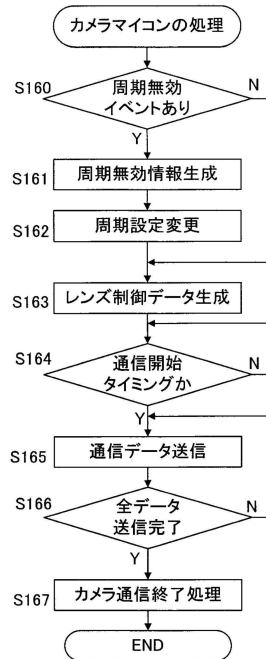 カメラマイコンの処理
S160
周期無効
イベントあり
N
Y
S161
周期無効情報生成
S162
周期設定変更
S163
レンズ制御データ生成
S164
通信開始
タイミングか
N
Y
S165
通信データ送信
S166
全データ
送信完了
N
Y
S167
カメラ通信終了処理
END